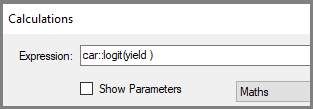 Calculations
Expression: car::logit(yield )
Show Parameters Maths